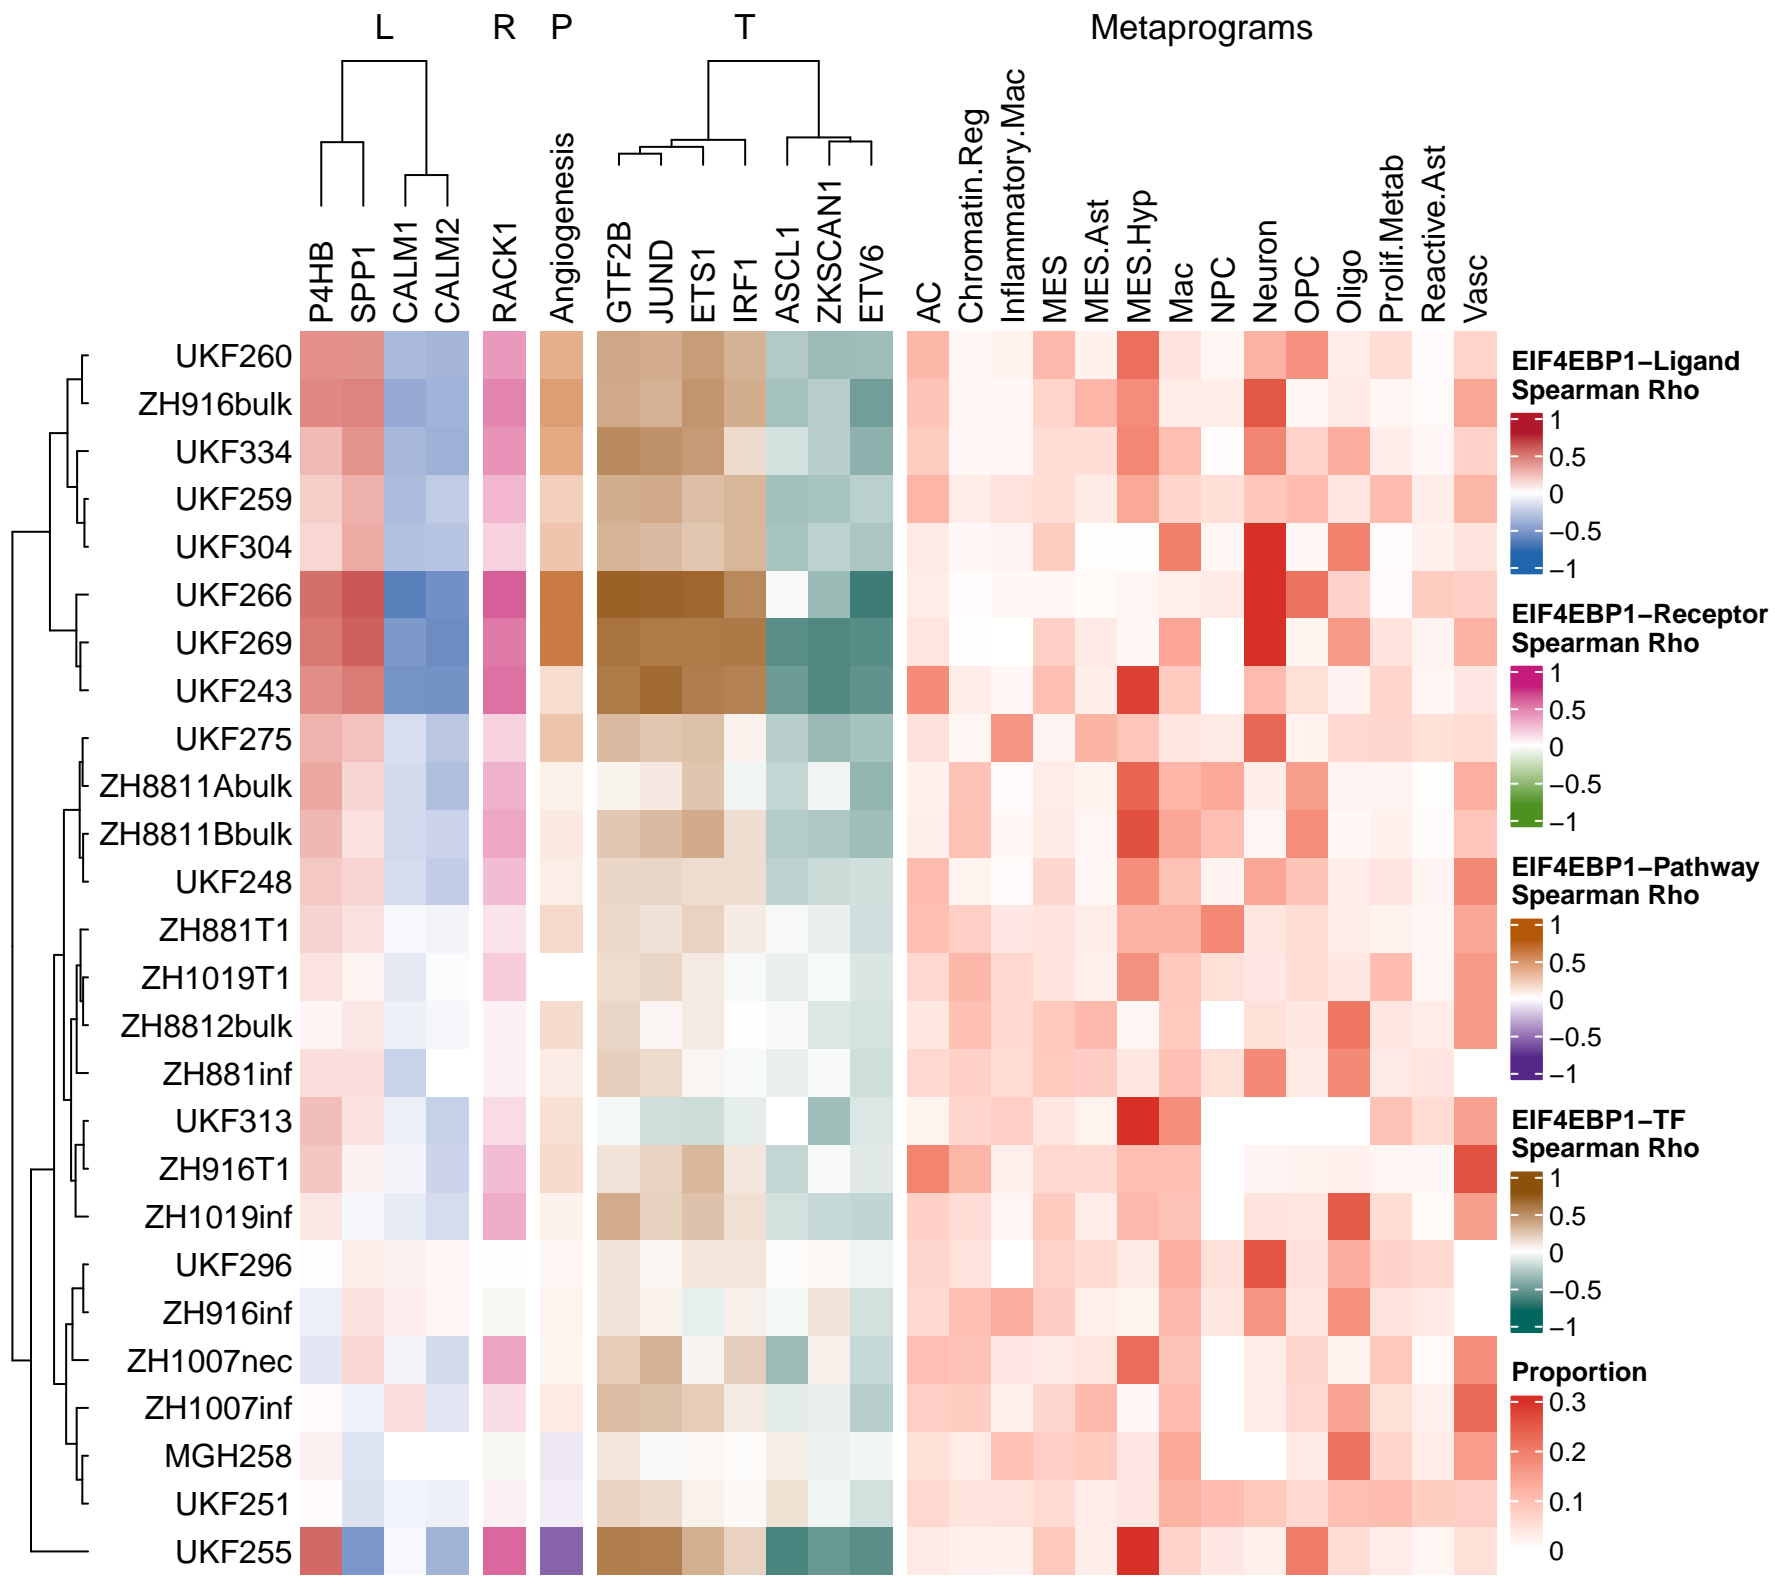 L R P T Metaprograms
P4HB
SPP1
CALM1
CALM2
RACK1
Angiogenesis
GTF2B
JUND
ETS1
IRF1
ASCL1
ZKSCAN1
ETV6
AC
Chromatin.Reg
Inflammatory.Mac
MES
MES.Ast
MES.Hyp
Mac
NPC
Neuron
OPC
Oligo
Prolif.Metab
Reactive.Ast
Vasc
UKF260
ZH916bulk
UKF334
UKF259
UKF304
UKF266
UKF269
UKF243
UKF275
ZH8811Abulk
ZH8811Bbulk
UKF248
ZH881T1
ZH1019T1
ZH8812bulk
ZH881inf
UKF313
ZH916T1
ZH1019inf
UKF296
ZH916inf
ZH1007nec
ZH1007inf
MGH258
UKF251
UKF255
EIF4EBP1−Ligand
Spearman Rho
1
0.5
0
−0.5
−1
EIF4EBP1−Receptor
Spearman Rho
1
0.5
0
−0.5
−1
EIF4EBP1−Pathway
Spearman Rho
1
0.5
0
−0.5
−1
EIF4EBP1−TF
Spearman Rho
1
0.5
0
−0.5
−1
Proportion
0.3
0.2
0.1
0